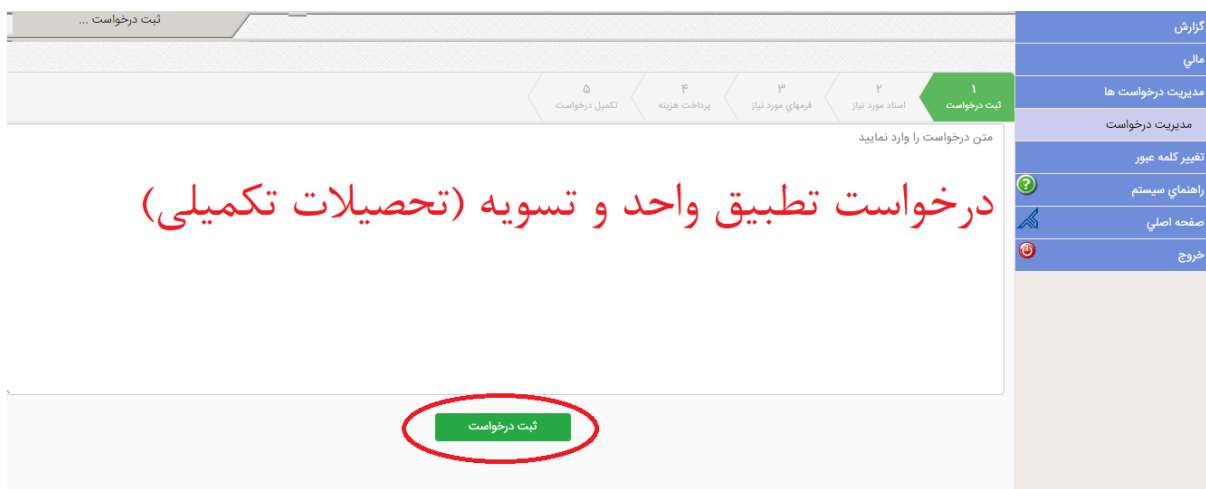 ثبت درخواست ...
گزارش
مالي
مديريت درخواست ها
مديريت درخواست
تغيير كلمه عبور
راهنماي سيستم
صفحه اصلي
خروج
۱
ثبت درخواست
۲
اسناد مورد نياز
۳
فرمهاي مورد نياز
۴
پرداخت هزينه
۵
تكميل درخواست
متن درخواست را وارد نمایید
درخواست تطبیق واحد و تسویه (تحصیلات تکمیلی)
ثبت درخواست